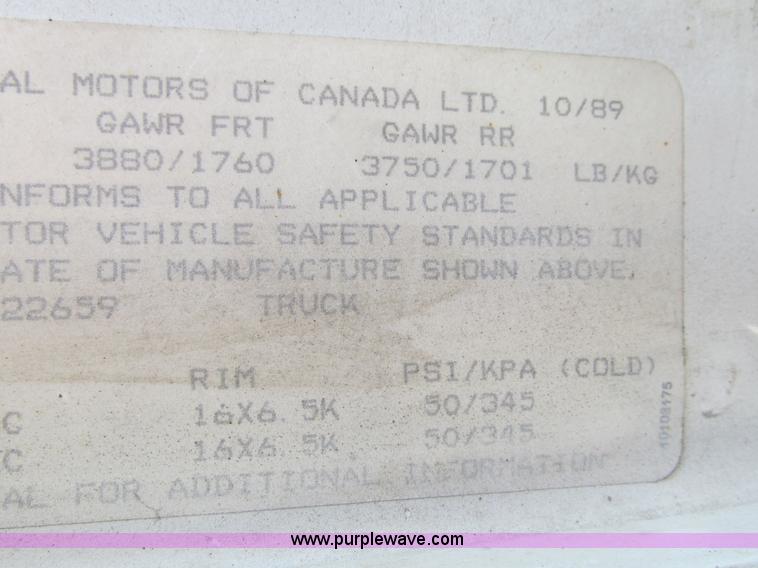 AL MOTORS OF CANADA LTD. 10/89
GAWR FRT GAWR RR
3880/1760 3750/1701 LB/KG
NFORMS TO ALL APPLICABLE
TOR VEHICLE SAFETY STANDARDS IN
ATE OF MANUFACTURE SHOWN ABOVE.
22659 TRUCK
RIM PSI/KPA (COLD)
G 16X6.5K 50/345
C 16X6.5K 50/345
AL FOR ADDITIONAL INFORMATION
10108175
www.purplewave.com